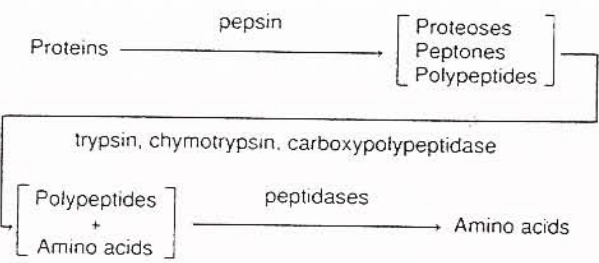 pepsin
Proteins
Proteoses
Peptones
Polypeptides
trypsin, chymotrypsin, carboxypolypeptidase
Polypeptides
+
Amino acids
peptidases
Amino acids